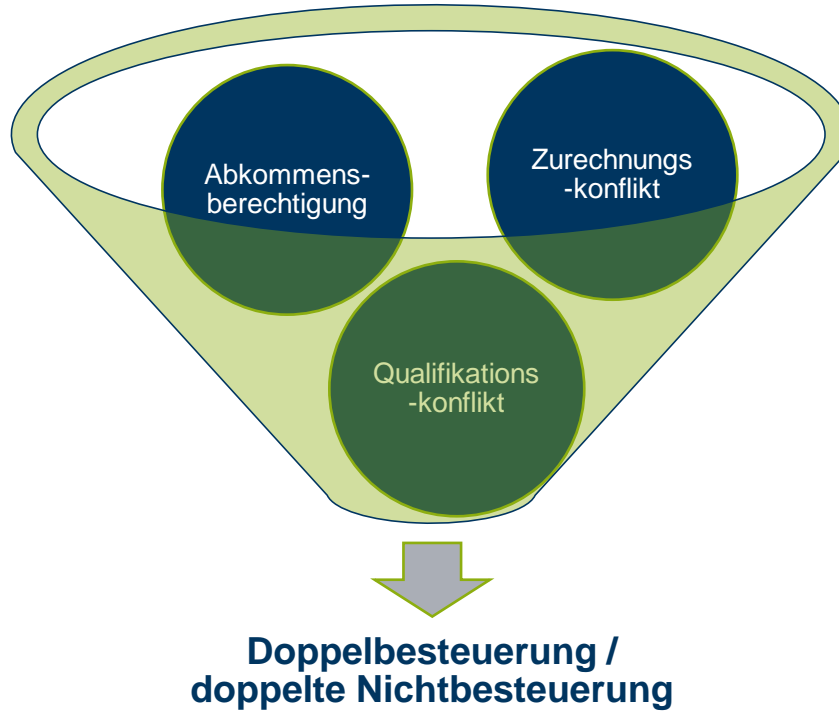 Abkommens-
berechtigung
Zurechnungs
-konflikt
Qualifikations
-konflikt
Doppelbesteuerung /
doppelte Nichtbesteuerung